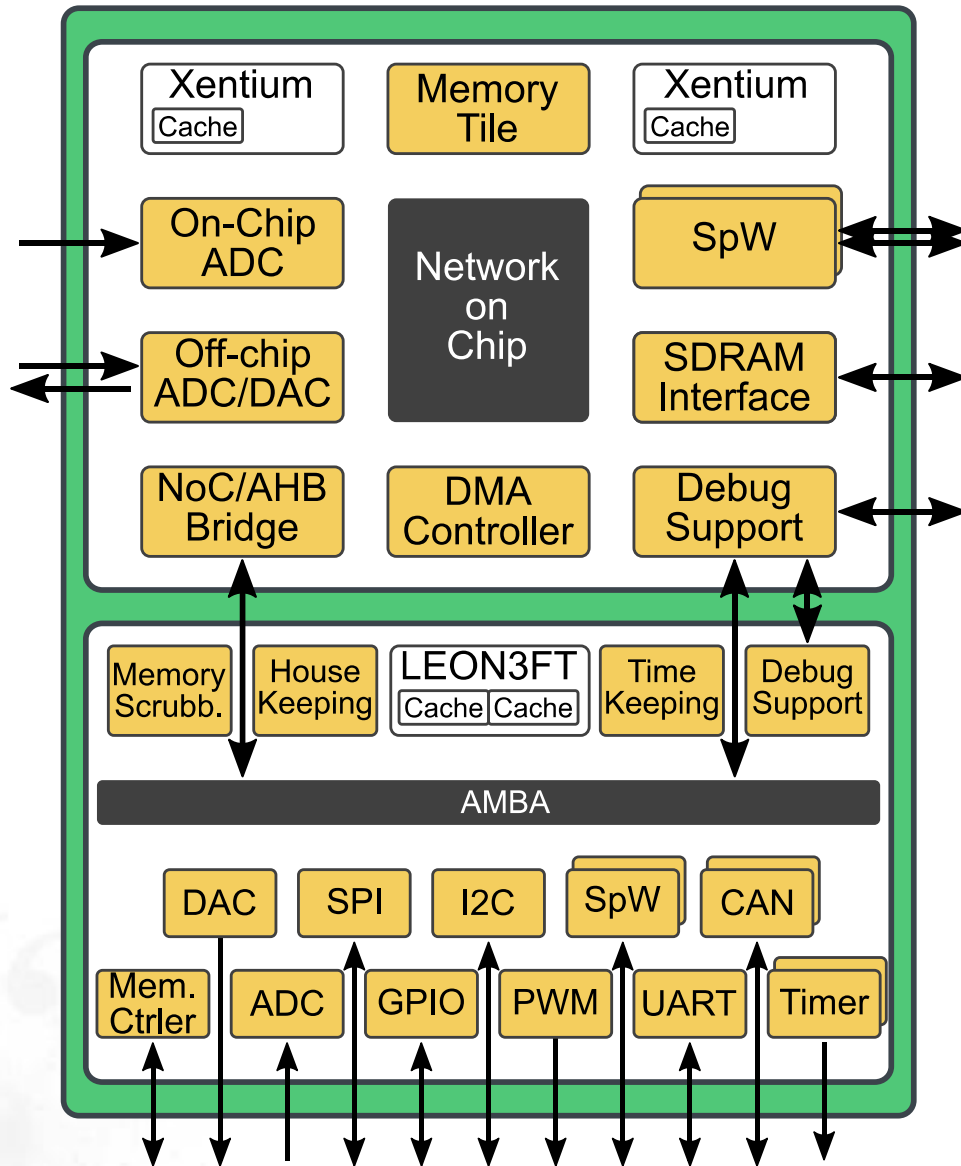 Xentium
Cache
Memory
Tile
Xentium
Cache
On-Chip
ADC
Network
on
Chip
SpW
Off-chip
ADC/DAC
SDRAM
Interface
NoC/AHB
Bridge
DMA
Controller
Debug
Support
Memory
Scrubb.
House
Keeping
LEON3FT
Cache Cache
Time
Keeping
Debug
Support
AMBA
DAC
SPI
I2C
SpW
CAN
Mem.
Ctrler
ADC
GPIO
PWM
UART
Timer